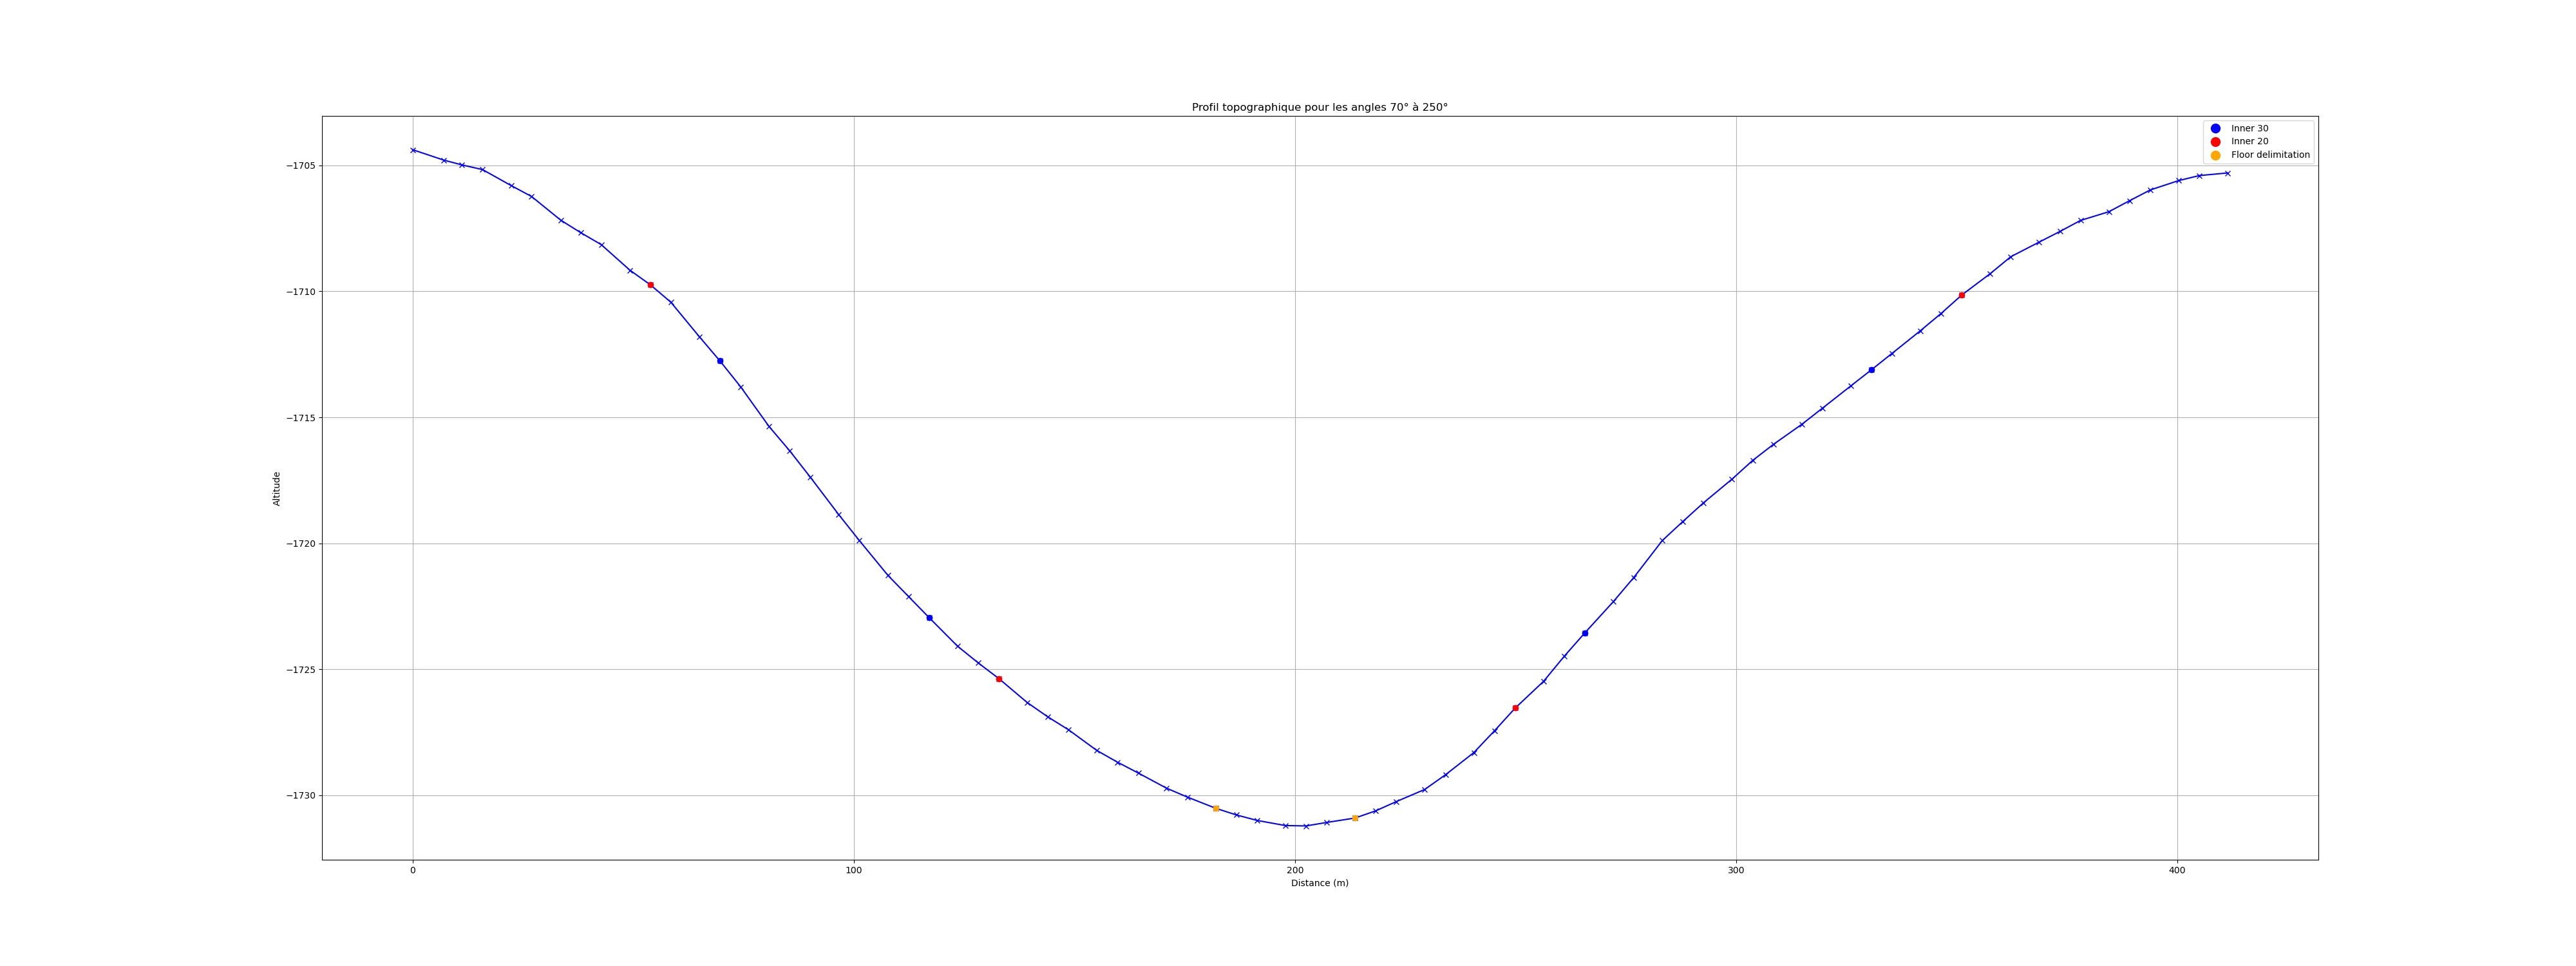 Profil topographique pour les angles 70° à 250°
Inner 30
Inner 20
Floor delimitation
−1705
−1710
−1715
−1720
−1725
−1730
Altitude
0
100
200
300
400
Distance (m)